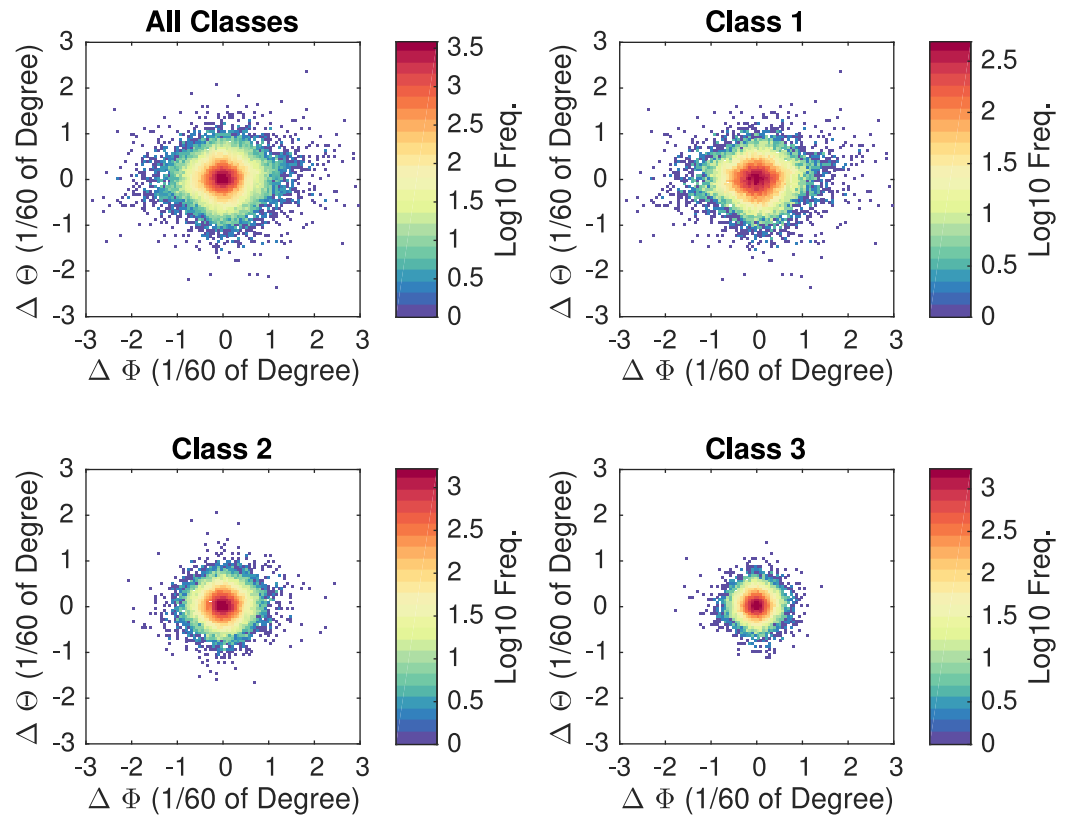 All Classes
3
2
1
0
-1
-2
-3
Δ Θ (1/60 of Degree)
-3 -2 -1 0 1 2 3
Δ Φ (1/60 of Degree)
3.5
3
2.5
2
1.5
1
0.5
0
Log10 Freq.
Class 1
3
2
1
0
-1
-2
-3
Δ Θ (1/60 of Degree)
-3 -2 -1 0 1 2 3
Δ Φ (1/60 of Degree)
2.5
2
1.5
1
0.5
0
Log10 Freq.
Class 2
3
2
1
0
-1
-2
-3
Δ Θ (1/60 of Degree)
-3 -2 -1 0 1 2 3
Δ Φ (1/60 of Degree)
3
2.5
2
1.5
1
0.5
0
Log10 Freq.
Class 3
3
2
1
0
-1
-2
-3
Δ Θ (1/60 of Degree)
-3 -2 -1 0 1 2 3
Δ Φ (1/60 of Degree)
3
2.5
2
1.5
1
0.5
0
Log10 Freq.